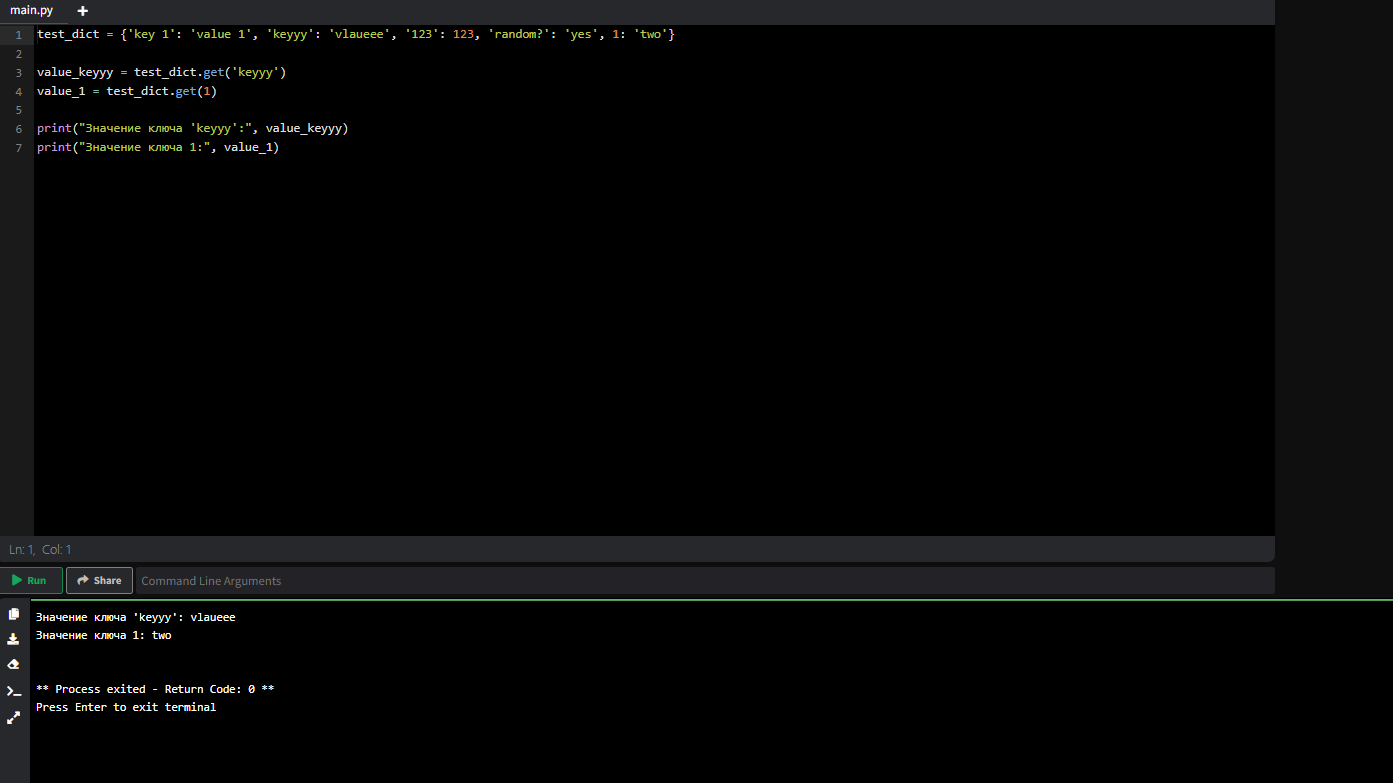 main.py +
1 test_dict = {'key 1': 'value 1', 'keyyy': 'vlaueee', '123': 123, 'random?': 'yes', 1: 'two'}
2
3 value_keyyy = test_dict.get('keyyy')
4 value_1 = test_dict.get(1)
5
6 print("Значение ключа 'keyyy':", value_keyyy)
7 print("Значение ключа 1:", value_1)
Ln: 1, Col: 1
Run Share Command Line Arguments
Значение ключа 'keyyy': vlaueee
Значение ключа 1: two
** Process exited - Return Code: 0 **
Press Enter to exit terminal